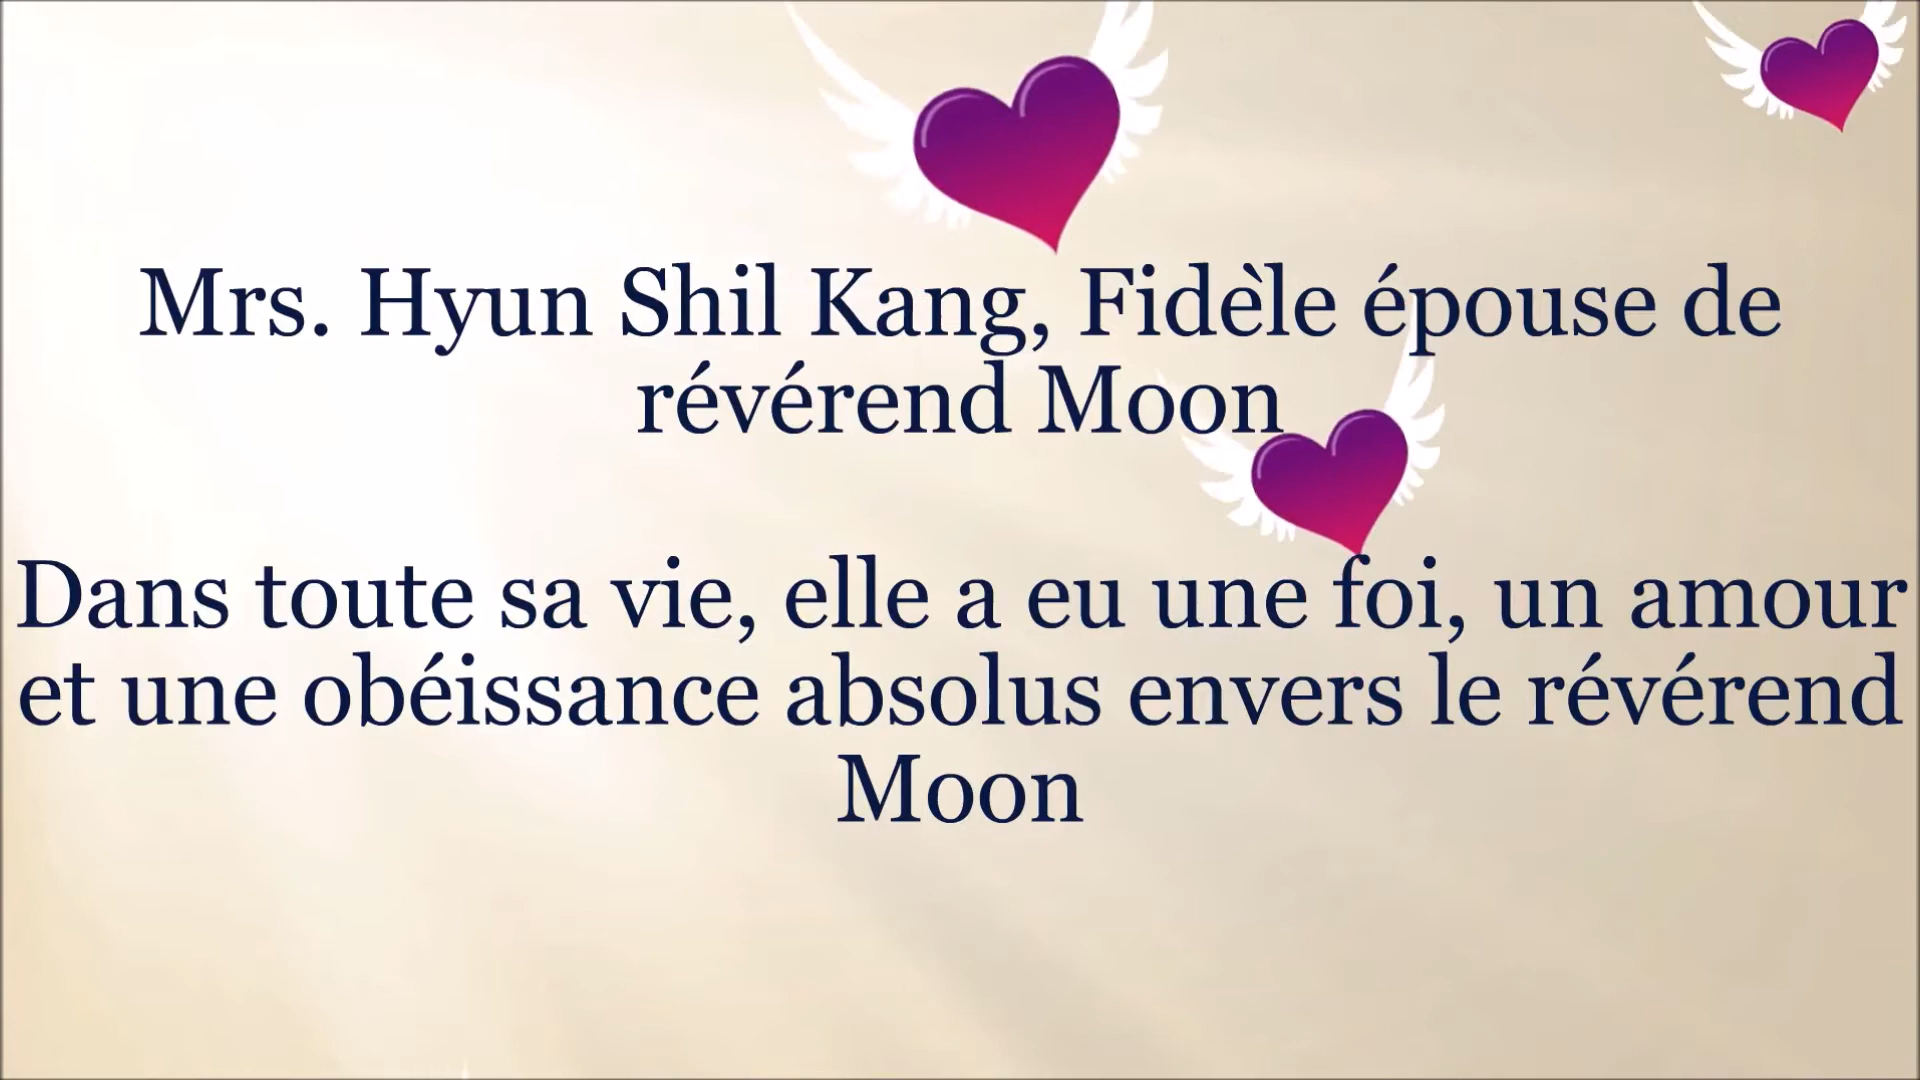 Mrs. Hyun Shil Kang, Fidèle épouse de
révérend Moon
Dans toute sa vie, elle a eu une foi, un amour
et une obéissance absolus envers le révérend
Moon